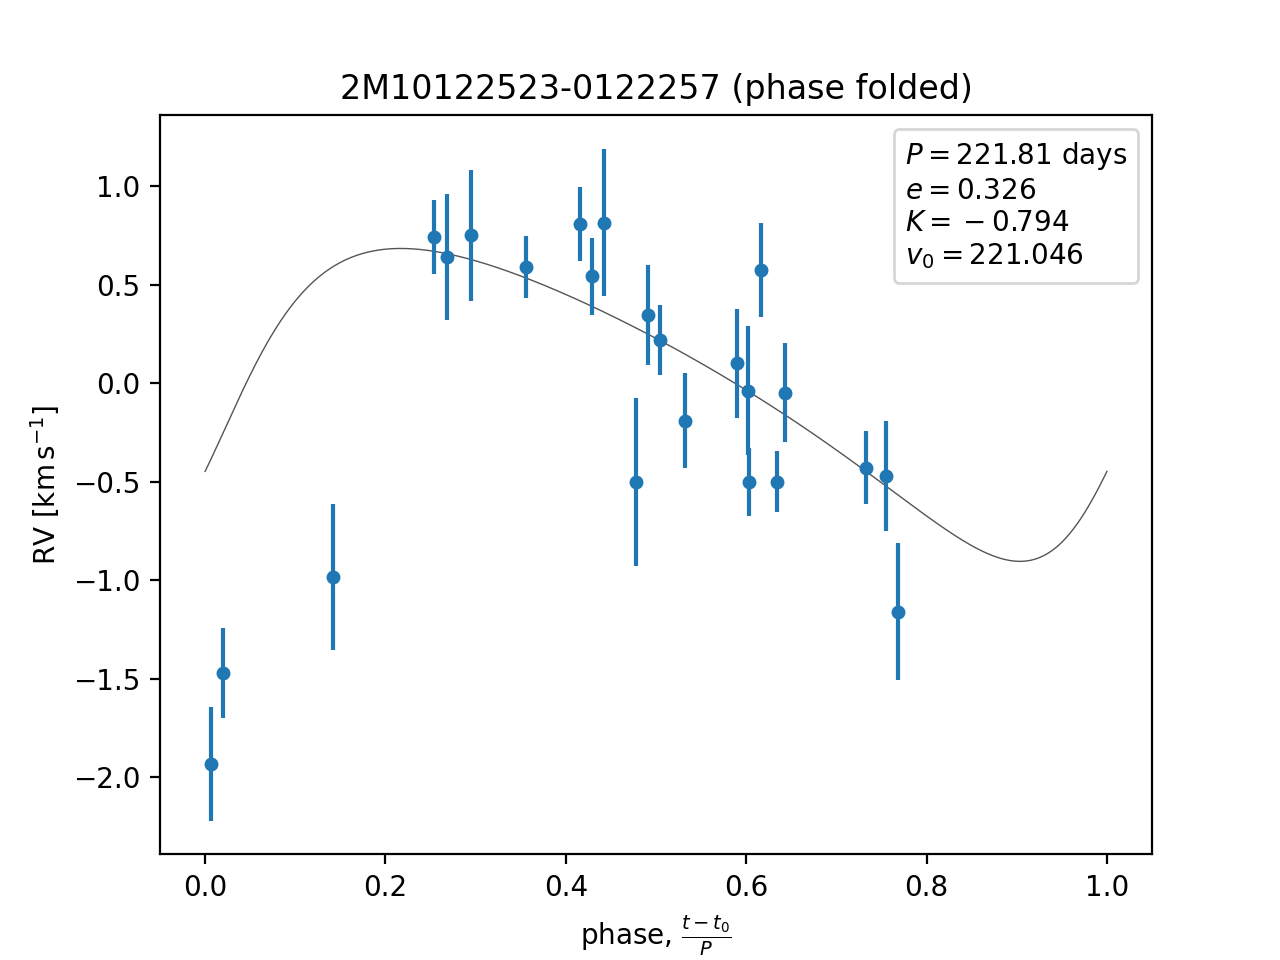 2M10122523-0122257 (phase folded)
P = 221.81 days
e = 0.326
K = −0.794
v₀ = 221.046
1.0
0.5
0.0
−0.5
−1.0
−1.5
−2.0
RV [km s⁻¹]
0.0 0.2 0.4 0.6 0.8 1.0
phase, (t − t₀)/P